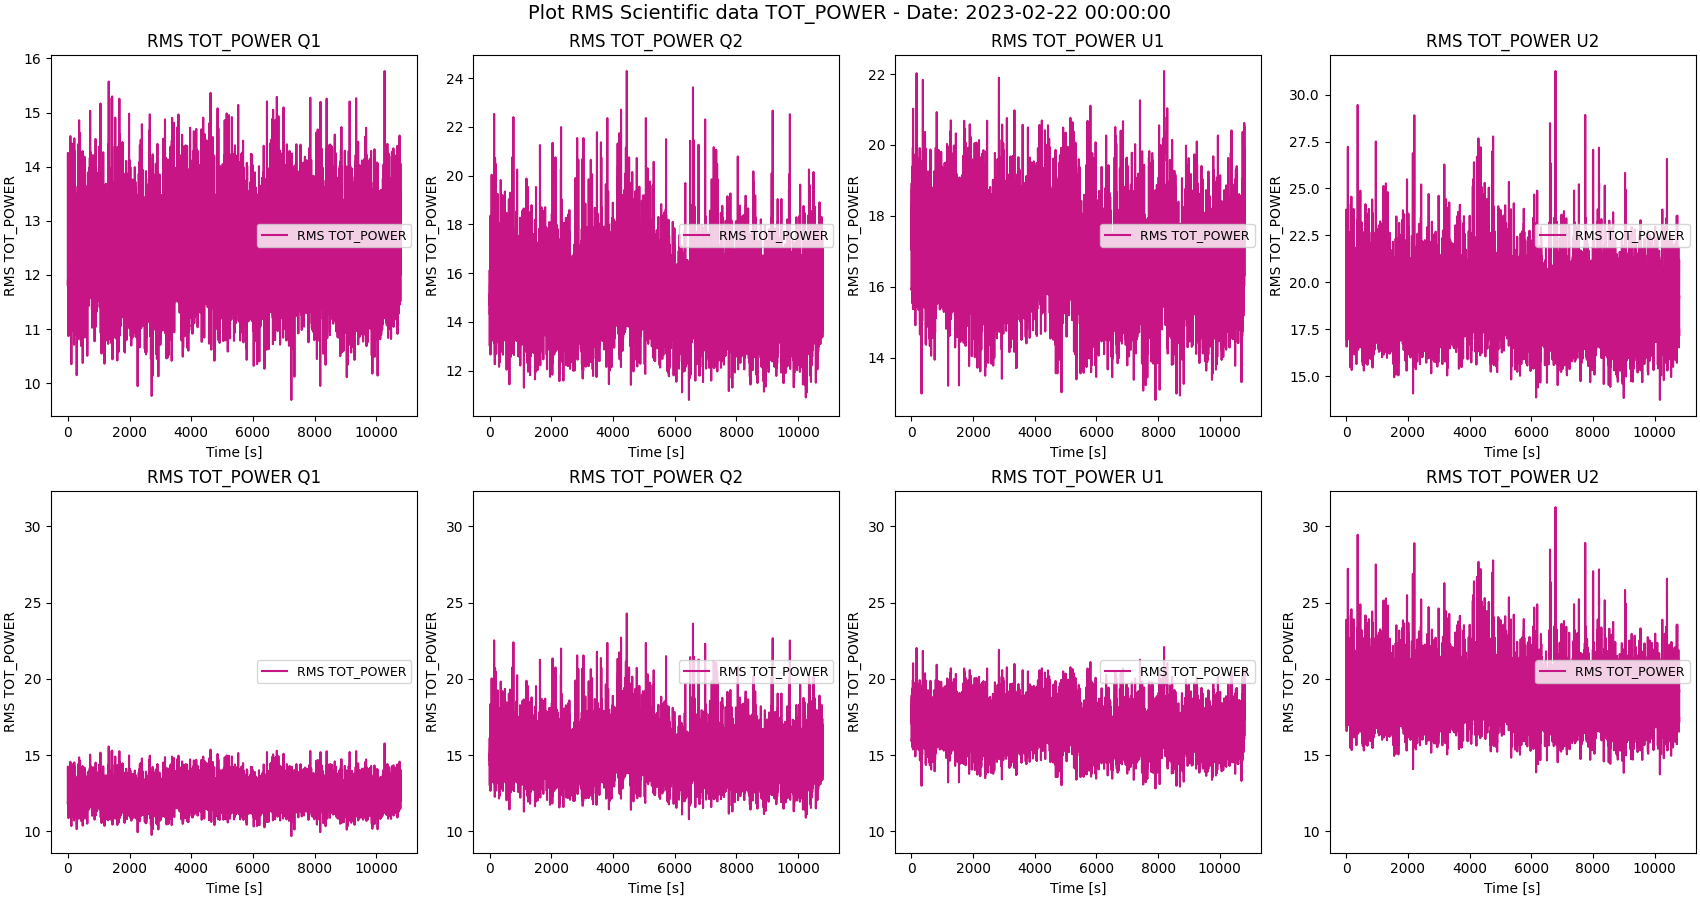 Plot RMS Scientific data TOT_POWER - Date: 2023-02-22 00:00:00
RMS TOT_POWER Q1
RMS TOT_POWER
16
15
14
13
12
11
10
RMS TOT_POWER
0 2000 4000 6000 8000 10000
Time [s]
RMS TOT_POWER Q2
RMS TOT_POWER
24
22
20
18
16
14
12
RMS TOT_POWER
0 2000 4000 6000 8000 10000
Time [s]
RMS TOT_POWER U1
RMS TOT_POWER
22
20
18
16
14
RMS TOT_POWER
0 2000 4000 6000 8000 10000
Time [s]
RMS TOT_POWER U2
RMS TOT_POWER
30.0
27.5
25.0
22.5
20.0
17.5
15.0
RMS TOT_POWER
0 2000 4000 6000 8000 10000
Time [s]
RMS TOT_POWER Q1
RMS TOT_POWER
30
25
20
15
10
RMS TOT_POWER
0 2000 4000 6000 8000 10000
Time [s]
RMS TOT_POWER Q2
RMS TOT_POWER
30
25
20
15
10
RMS TOT_POWER
0 2000 4000 6000 8000 10000
Time [s]
RMS TOT_POWER U1
RMS TOT_POWER
30
25
20
15
10
RMS TOT_POWER
0 2000 4000 6000 8000 10000
Time [s]
RMS TOT_POWER U2
RMS TOT_POWER
30
25
20
15
10
RMS TOT_POWER
0 2000 4000 6000 8000 10000
Time [s]